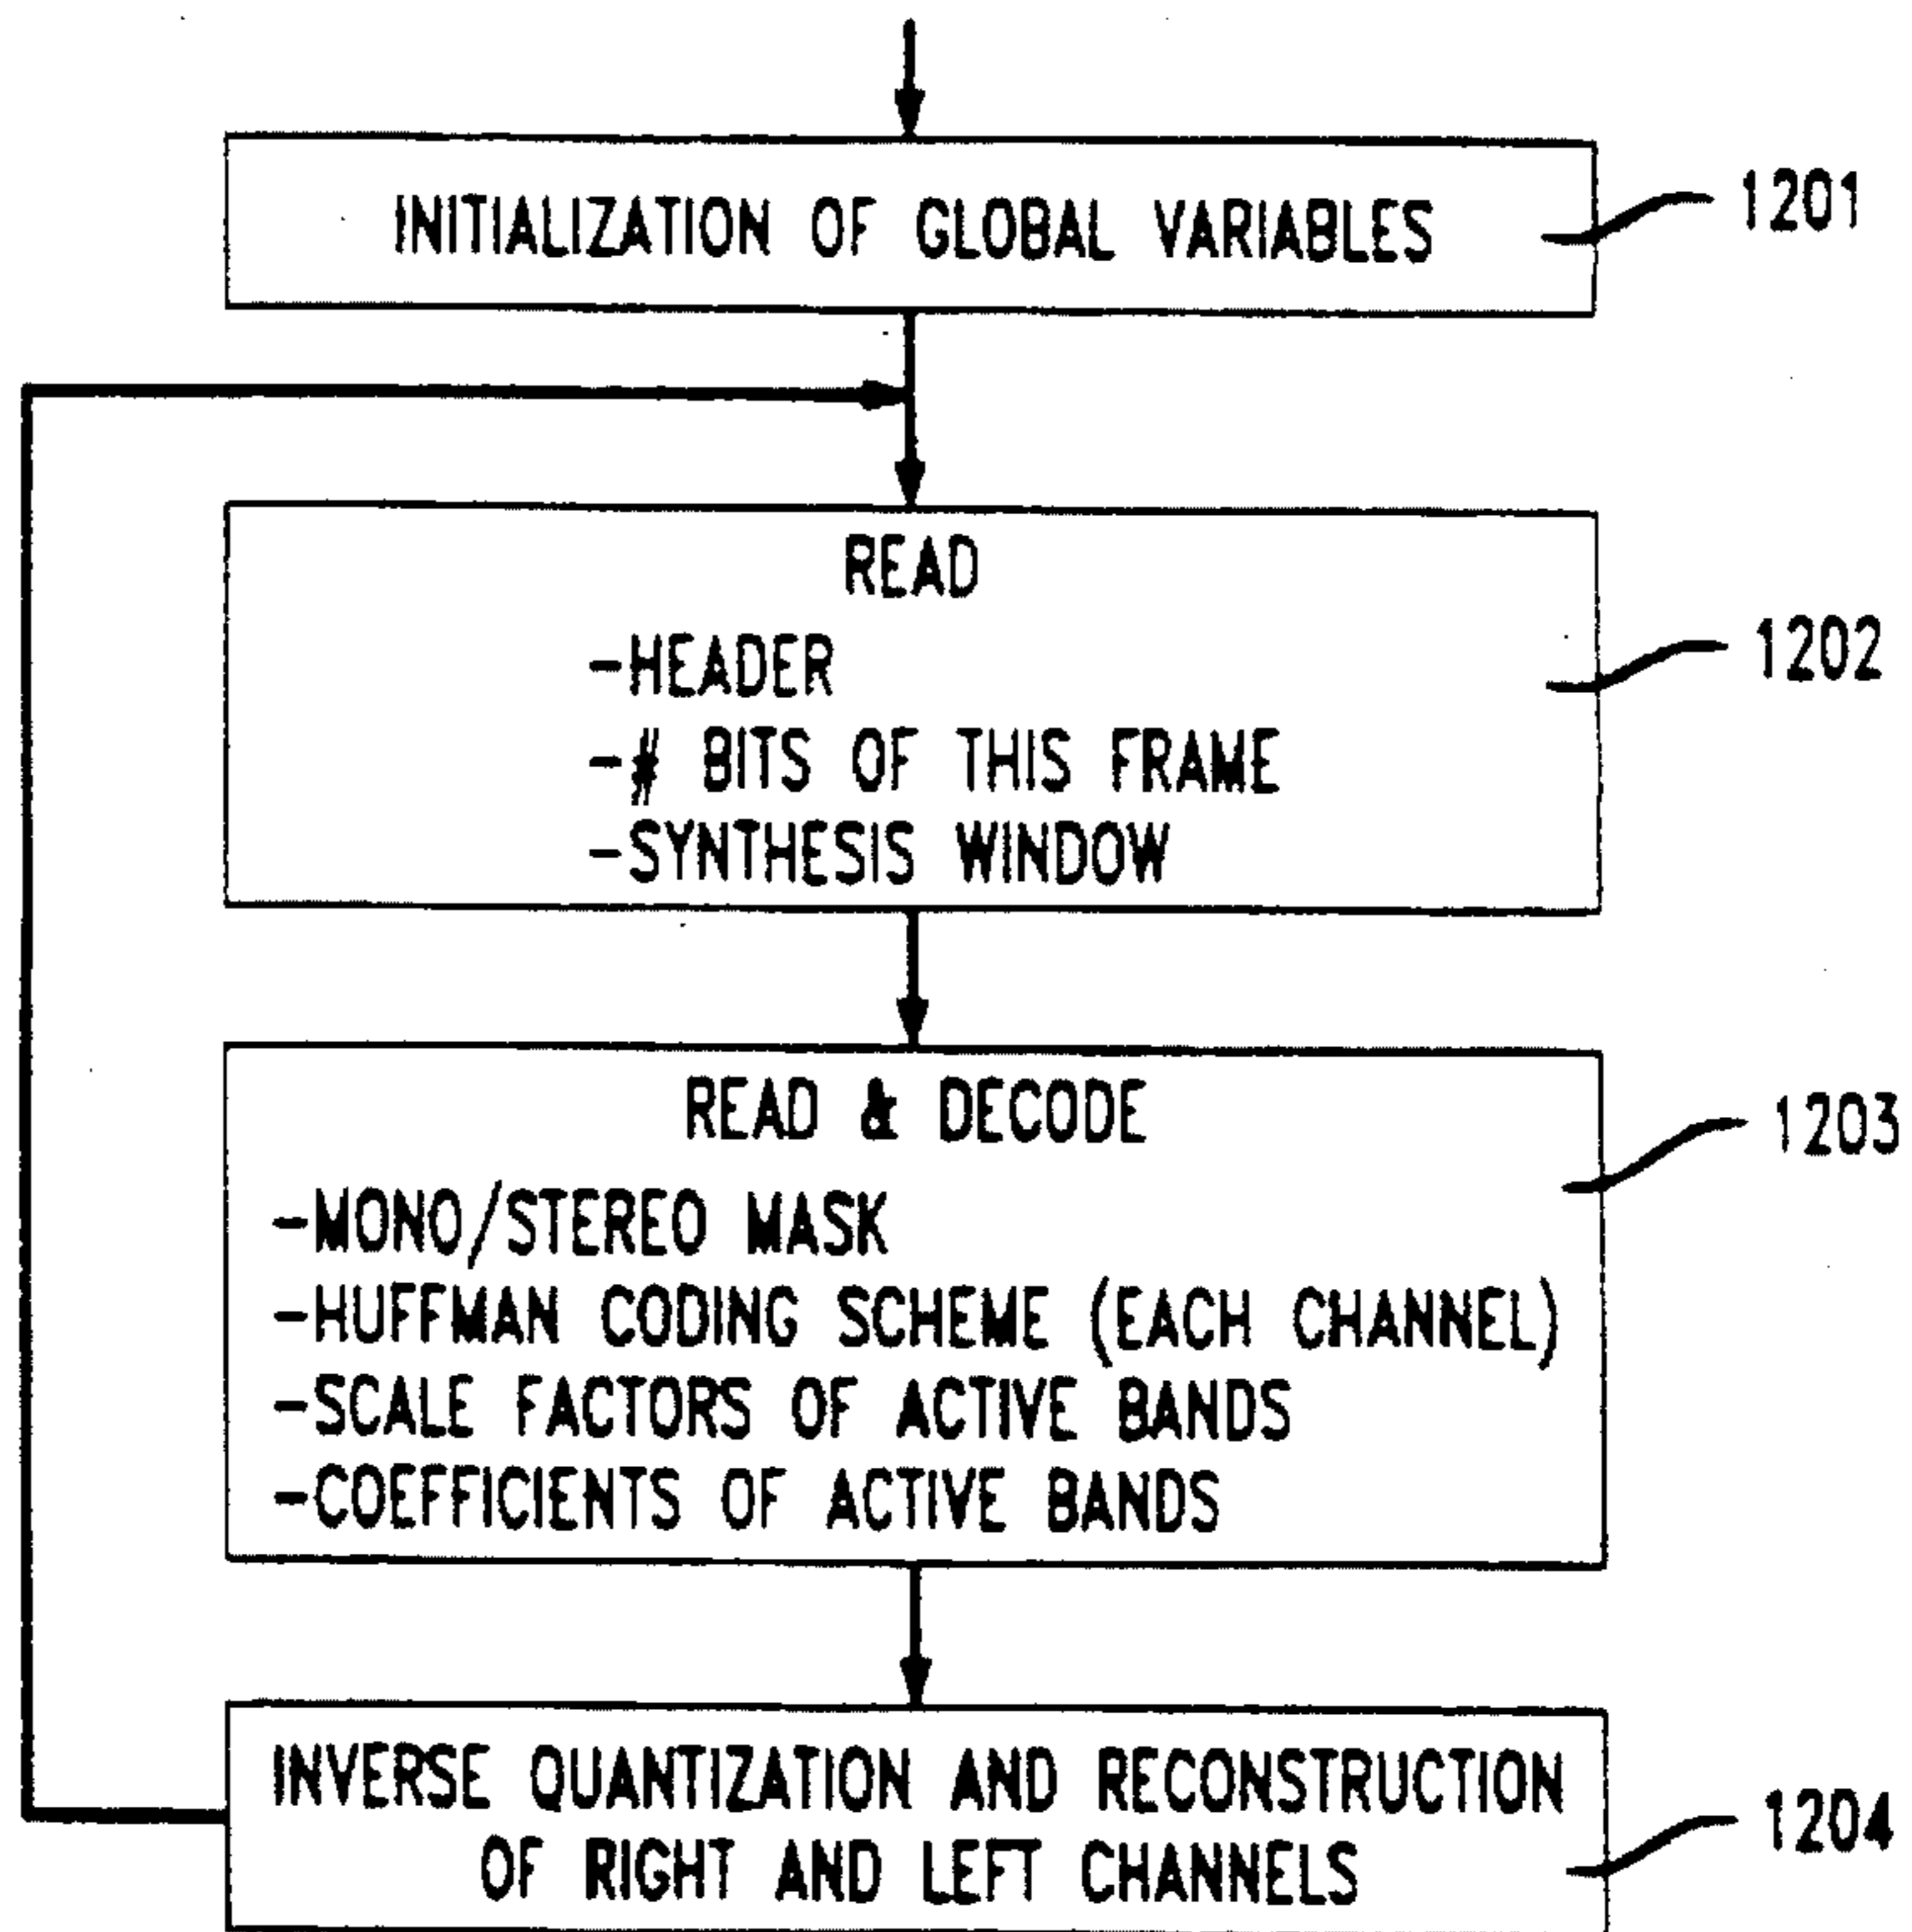 INITIALIZATION OF GLOBAL VARIABLES
1201
READ
-HEADER
-# BITS OF THIS FRAME
-SYNTHESIS WINDOW
1202
READ & DECODE
-MONO/STEREO MASK
-HUFFMAN CODING SCHEME (EACH CHANNEL)
-SCALE FACTORS OF ACTIVE BANDS
-COEFFICIENTS OF ACTIVE BANDS
1203
INVERSE QUANTIZATION AND RECONSTRUCTION
OF RIGHT AND LEFT CHANNELS
1204